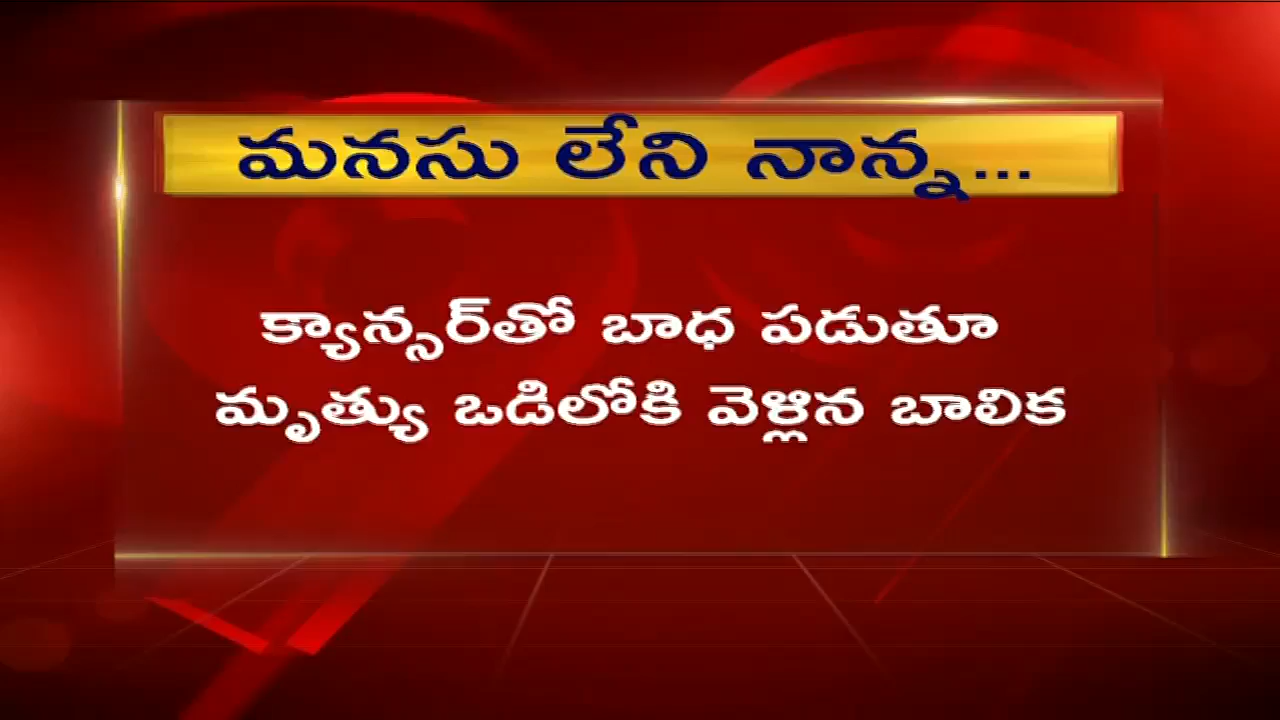 మనసు లేని నాన్న...
క్యాన్సర్‌తో బాధ పడుతూ
మృత్యు ఒడిలోకి వెళ్లిన బాలిక